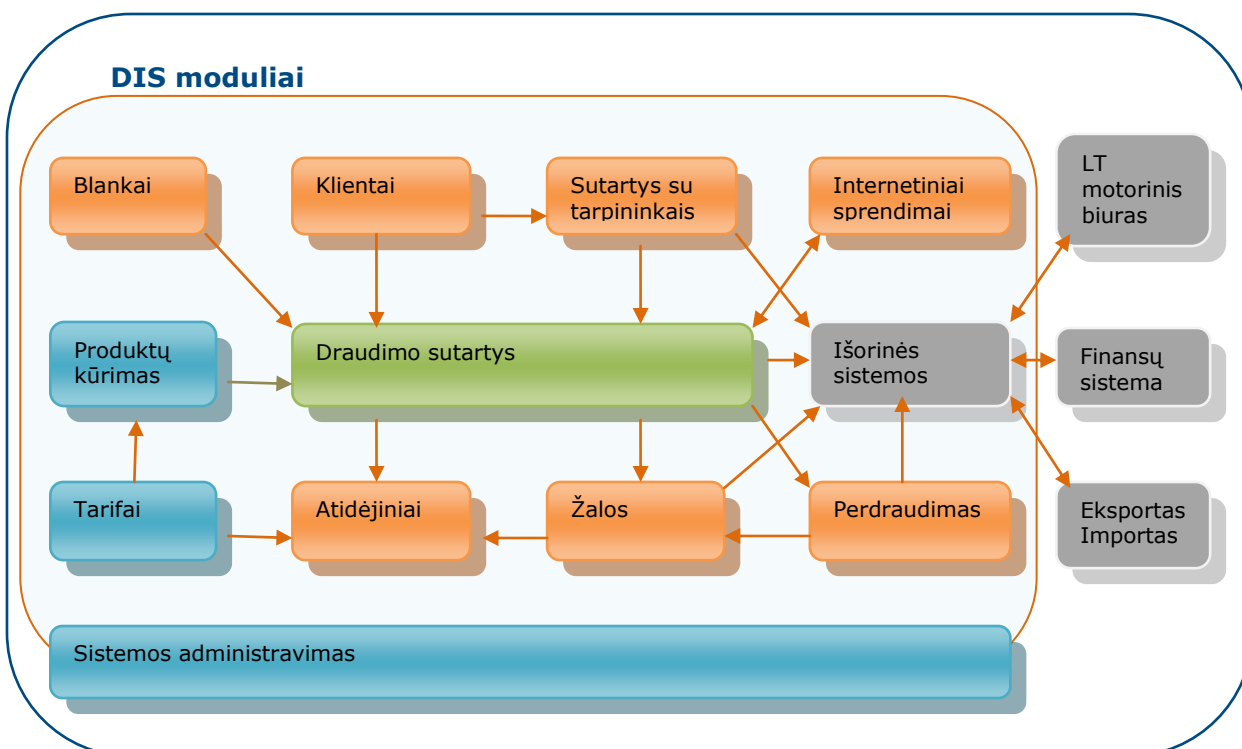 DIS moduliai
Blankai
Klientai
Sutartys su
tarpininkais
Internetiniai
sprendimai
LT
motorinis
biuras
Produktų
kūrimas
Draudimo sutartys
Išorinės
sistemos
Finansų
sistema
Tarifai
Atidėjiniai
Žalos
Perdraudimas
Eksportas
Importas
Sistemos administravimas